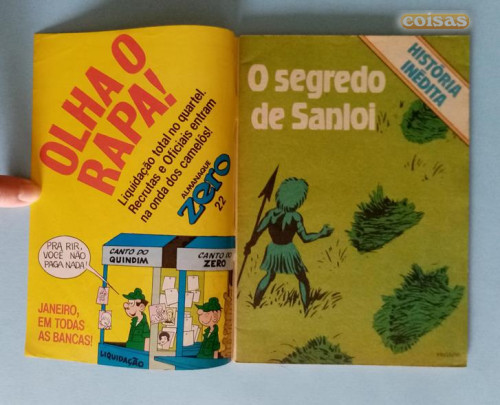 coisas
OLHA O
RAPA!
Liquidação total no quartel.
Recrutas e Oficiais entram
na onda dos camelôs!
ALMANAQUE
zero
22
PRA RIR,
VOCÊ NÃO
PAGA NADA!
CANTO DO
QUINDIM
CANTO DO
ZERO
LIQUIDAÇÃO
JANEIRO,
EM TODAS
AS BANCAS!
HISTÓRIA
INÉDITA
O segredo
de Sanloi